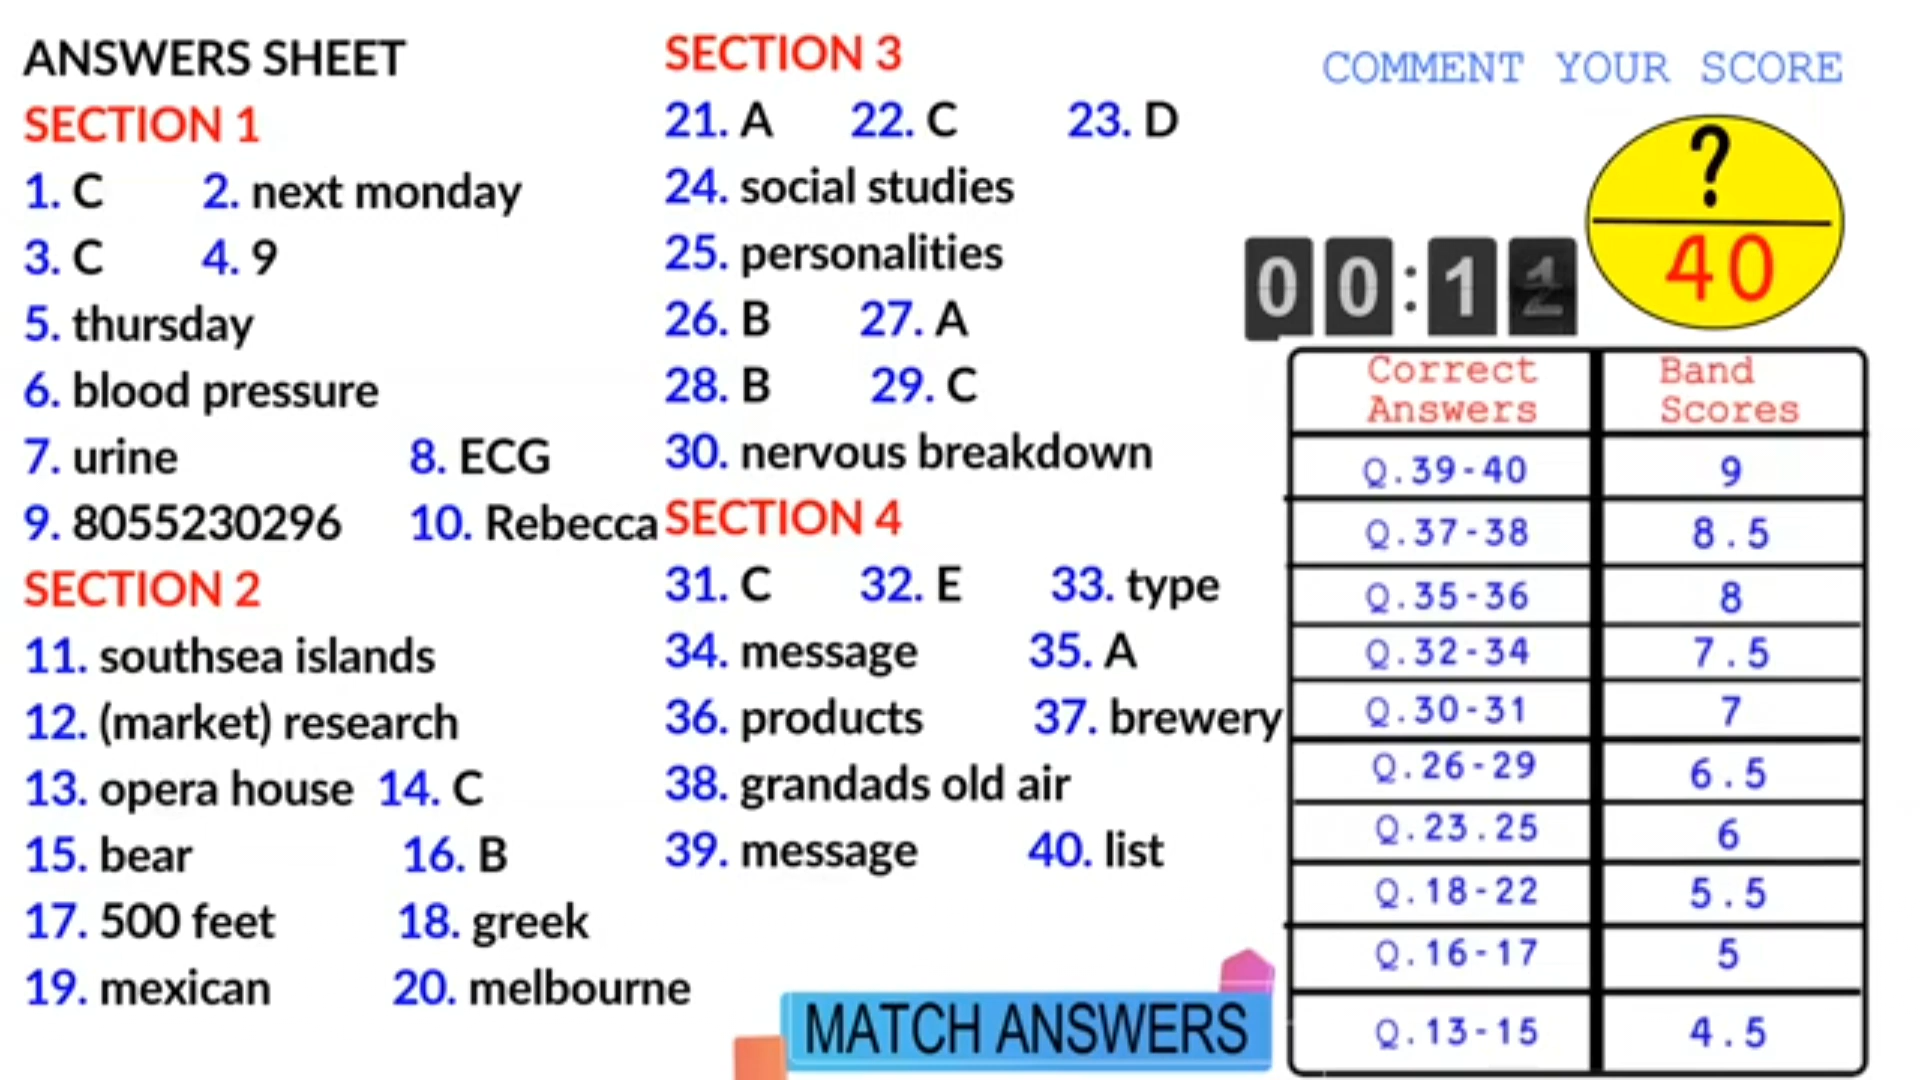 ANSWERS SHEET
SECTION 1
1. C 2. next monday
3. C 4. 9
5. thursday
6. blood pressure
7. urine 8. ECG
9. 8055230296 10. Rebecca
SECTION 2
11. southsea islands
12. (market) research
13. opera house 14. C
15. bear 16. B
17. 500 feet 18. greek
19. mexican 20. melbourne
SECTION 3
21. A 22. C 23. D
24. social studies
25. personalities
26. B 27. A
28. B 29. C
30. nervous breakdown
SECTION 4
31. C 32. E 33. type
34. message 35. A
36. products 37. brewery
38. grandads old air
39. message 40. list
MATCH ANSWERS
COMMENT YOUR SCORE
?
40
00:1
Correct Answers Band Scores
Q.39-40 9
Q.37-38 8.5
Q.35-36 8
Q.32-34 7.5
Q.30-31 7
Q.26-29 6.5
Q.23.25 6
Q.18-22 5.5
Q.16-17 5
Q.13-15 4.5